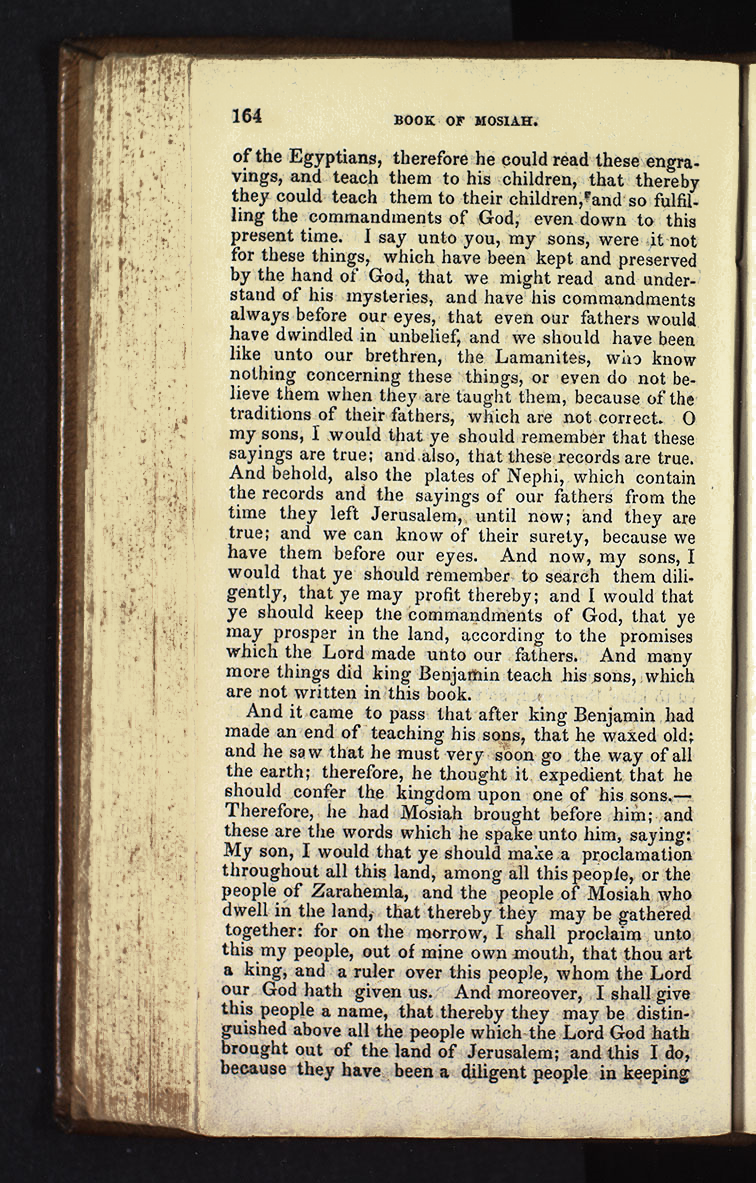 164 BOOK OF MOSIAH.
of the Egyptians, therefore he could read these engra-
vings, and teach them to his children, that thereby
they could teach them to their children, and so fulfil-
ling the commandments of God, even down to this
present time. I say unto you, my sons, were it not
for these things, which have been kept and preserved
by the hand of God, that we might read and under-
stand of his mysteries, and have his commandments
always before our eyes, that even our fathers would
have dwindled in unbelief, and we should have been
like unto our brethren, the Lamanites, who know
nothing concerning these things, or even do not be-
lieve them when they are taught them, because of the
traditions of their fathers, which are not correct. O
my sons, I would that ye should remember that these
sayings are true; and also, that these records are true.
And behold, also the plates of Nephi, which contain
the records and the sayings of our fathers from the
time they left Jerusalem, until now; and they are
true; and we can know of their surety, because we
have them before our eyes. And now, my sons, I
would that ye should remember to search them dili-
gently, that ye may profit thereby; and I would that
ye should keep the commandments of God, that ye
may prosper in the land, according to the promises
which the Lord made unto our fathers. And many
more things did king Benjamin teach his sons, which
are not written in this book.
And it came to pass that after king Benjamin had
made an end of teaching his sons, that he waxed old;
and he saw that he must very soon go the way of all
the earth; therefore, he thought it expedient that he
should confer the kingdom upon one of his sons.—
Therefore, he had Mosiah brought before him; and
these are the words which he spake unto him, saying:
My son, I would that ye should make a proclamation
throughout all this land, among all this people, or the
people of Zarahemla, and the people of Mosiah who
dwell in the land, that thereby they may be gathered
together: for on the morrow, I shall proclaim unto
this my people, out of mine own mouth, that thou art
a king, and a ruler over this people, whom the Lord
our God hath given us. And moreover, I shall give
this people a name, that thereby they may be distin-
guished above all the people which the Lord God hath
brought out of the land of Jerusalem; and this I do,
because they have been a diligent people in keeping